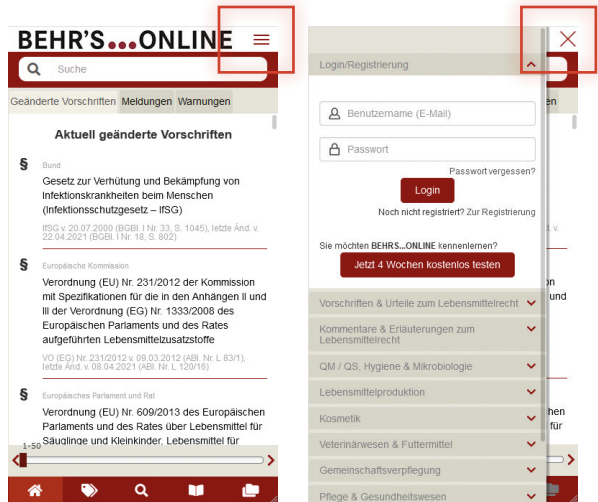 BEHR'S...ONLINE
Suche
Geänderte Vorschriften Meldungen Warnungen
Aktuell geänderte Vorschriften
§ Bund
Gesetz zur Verhütung und Bekämpfung von
Infektionskrankheiten beim Menschen
(Infektionsschutzgesetz – IfSG)
IfSG v. 20.07.2000 (BGBl. I Nr. 33, S. 1045), letzte Änd. v.
22.04.2021 (BGBl. I Nr. 18, S. 802)
§ Europäische Kommission
Verordnung (EU) Nr. 231/2012 der Kommission
mit Spezifikationen für die in den Anhängen II und
III der Verordnung (EG) Nr. 1333/2008 des
Europäischen Parlaments und des Rates
aufgeführten Lebensmittelzusatzstoffe
VO (EG) Nr. 231/2012 v. 09.03.2012 (ABl. Nr. L 83/1),
letzte Änd. v. 08.04.2021 (ABl. Nr. L 120/16)
§ Europäisches Parlament und Rat
Verordnung (EU) Nr. 609/2013 des Europäischen
Parlaments und des Rates über Lebensmittel für
Säuglinge und Kleinkinder, Lebensmittel für
1-50
Login/Registrierung
Benutzername (E-Mail)
Passwort
Passwort vergessen?
Login
Noch nicht registriert? Zur Registrierung
Sie möchten BEHRS...ONLINE kennenlernen?
Jetzt 4 Wochen kostenlos testen
Vorschriften & Urteile zum Lebensmittelrecht
Kommentare & Erläuterungen zum
Lebensmittelrecht
QM / QS, Hygiene & Mikrobiologie
Lebensmittelproduktion
Kosmetik
Veterinärwesen & Futtermittel
Gemeinschaftsverpflegung
Pflege & Gesundheitswesen
en
d. v.
on
und
hen
für